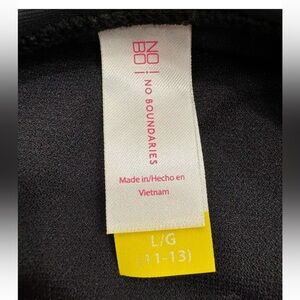 NO!
BO!
NO BOUNDARIES
Made in/Hecho en
Vietnam
L/G
(11-13)